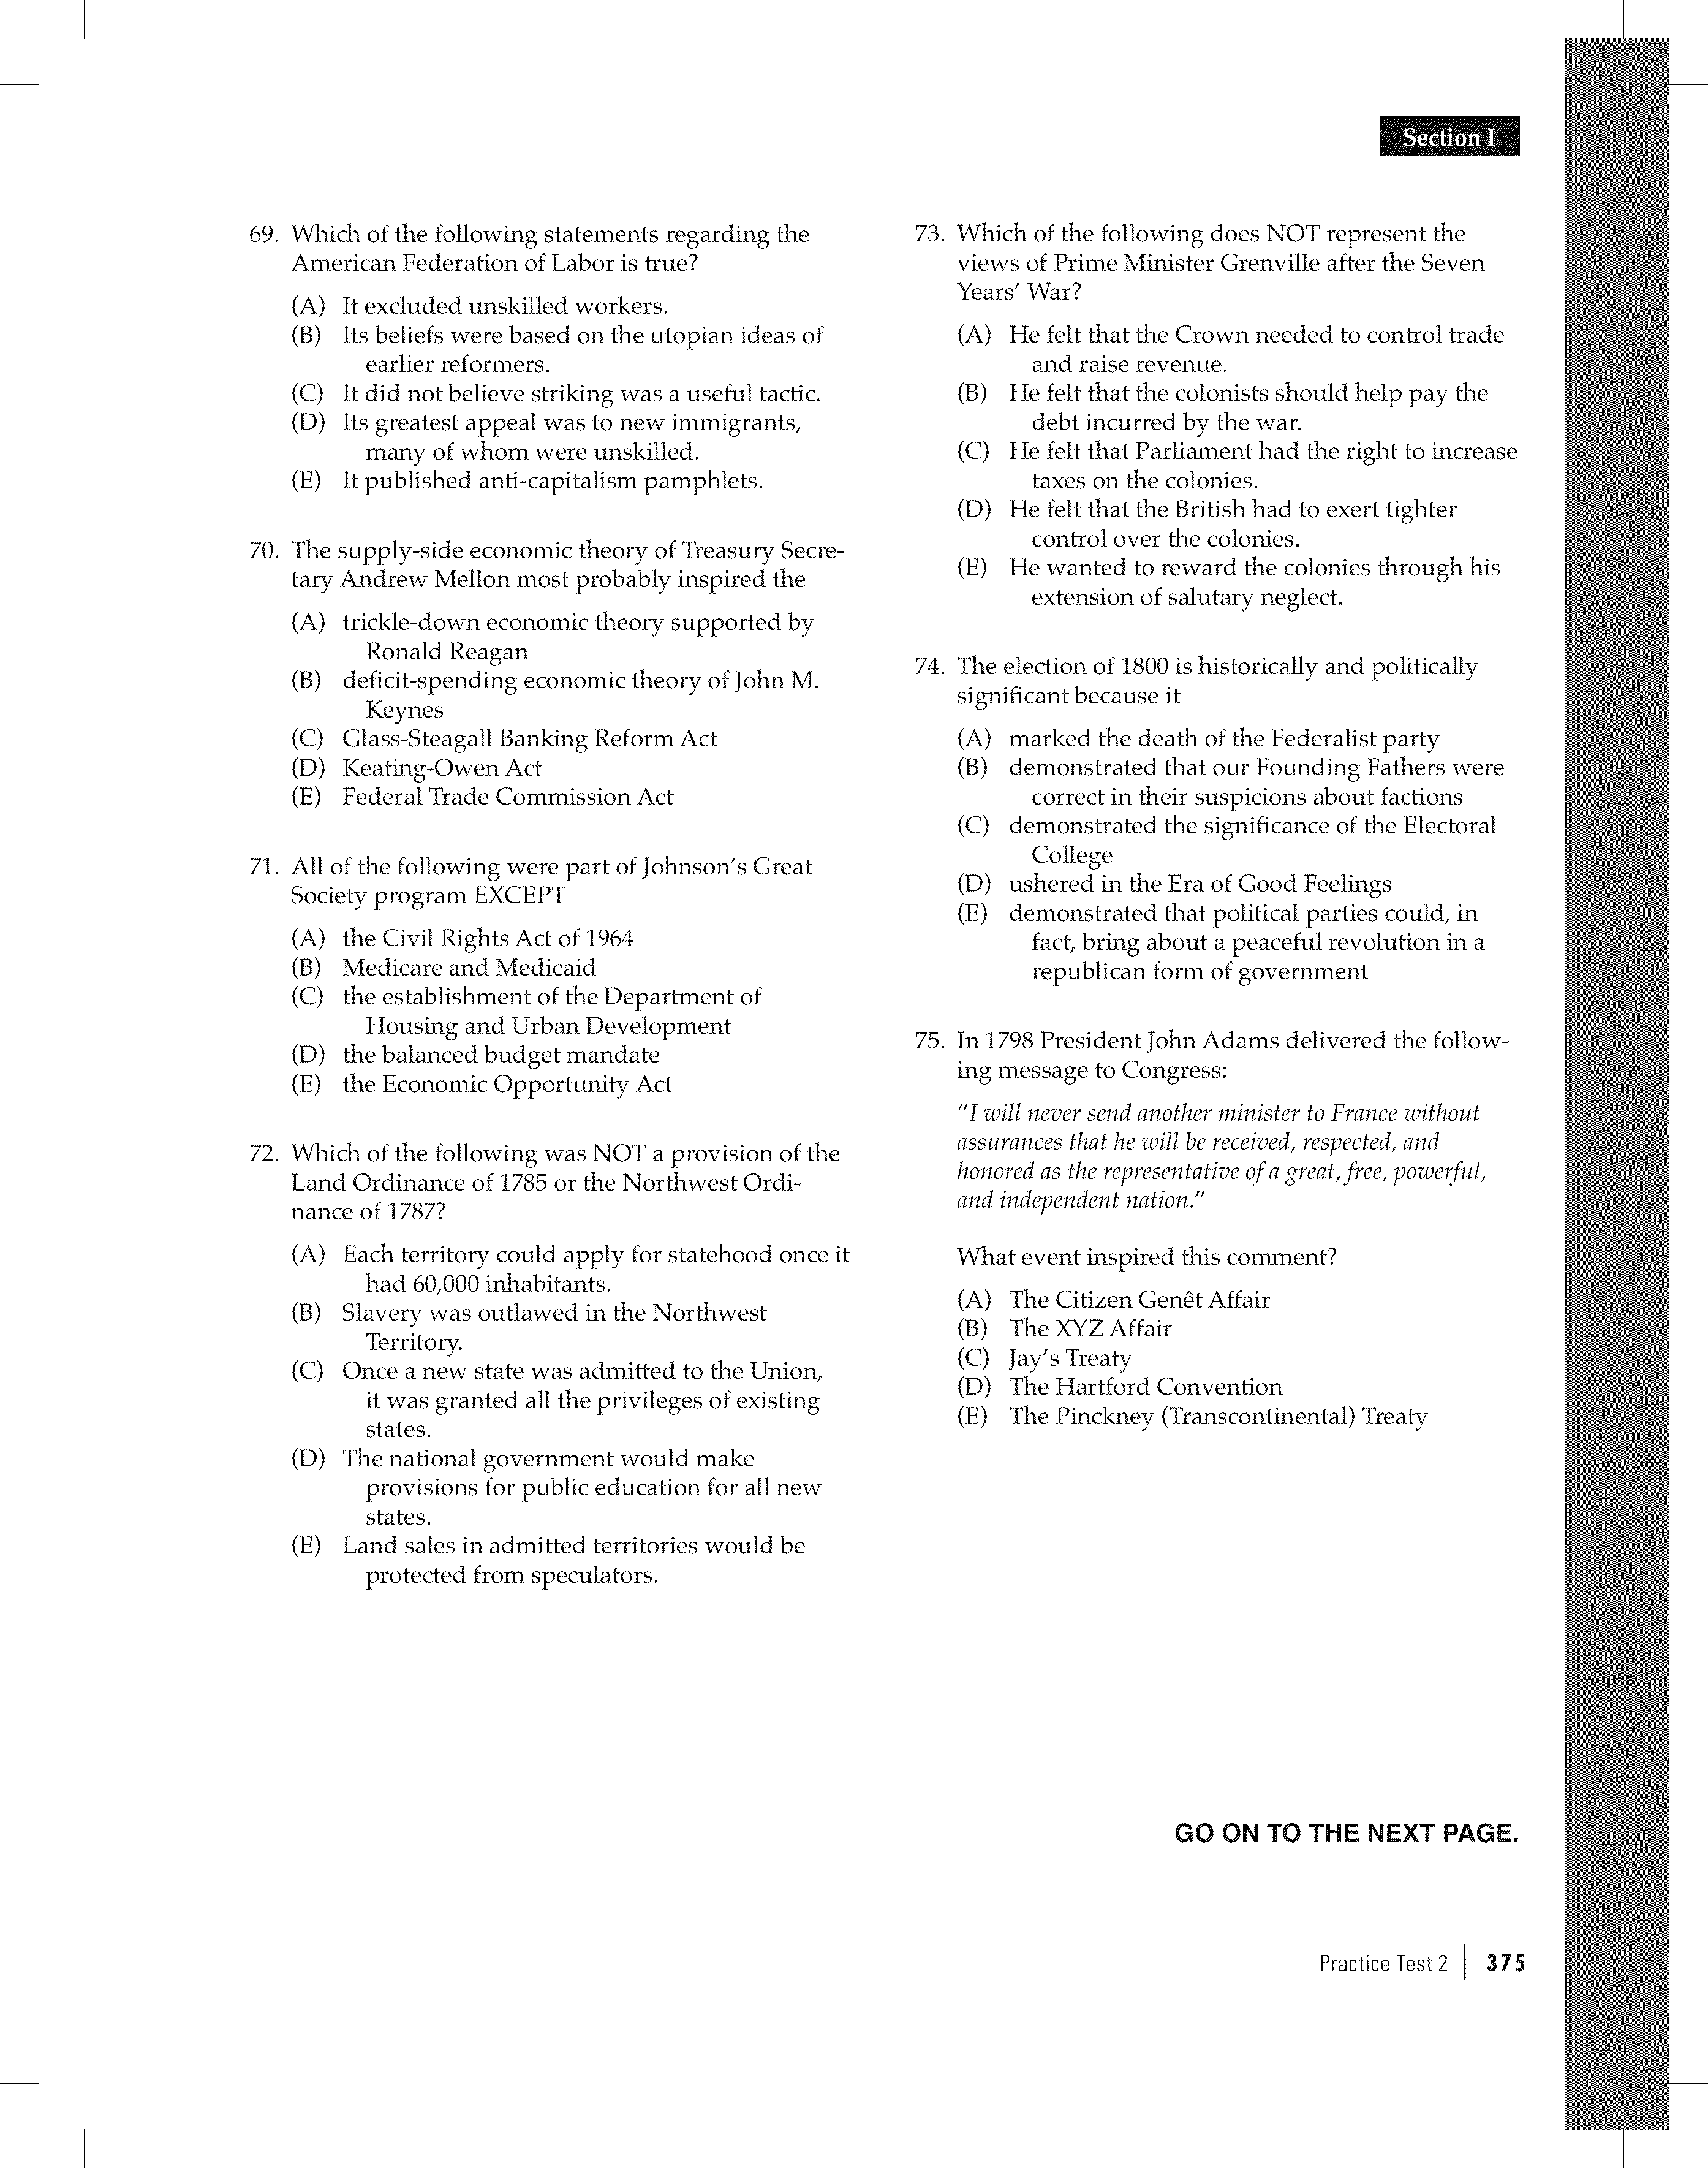 Section I
69. Which of the following statements regarding the
American Federation of Labor is true?
(A) It excluded unskilled workers.
(B) Its beliefs were based on the utopian ideas of
earlier reformers.
(C) It did not believe striking was a useful tactic.
(D) Its greatest appeal was to new immigrants,
many of whom were unskilled.
(E) It published anti-capitalism pamphlets.
70. The supply-side economic theory of Treasury Secre-
tary Andrew Mellon most probably inspired the
(A) trickle-down economic theory supported by
Ronald Reagan
(B) deficit-spending economic theory of John M.
Keynes
(C) Glass-Steagall Banking Reform Act
(D) Keating-Owen Act
(E) Federal Trade Commission Act
71. All of the following were part of Johnson's Great
Society program EXCEPT
(A) the Civil Rights Act of 1964
(B) Medicare and Medicaid
(C) the establishment of the Department of
Housing and Urban Development
(D) the balanced budget mandate
(E) the Economic Opportunity Act
72. Which of the following was NOT a provision of the
Land Ordinance of 1785 or the Northwest Ordi-
nance of 1787?
(A) Each territory could apply for statehood once it
had 60,000 inhabitants.
(B) Slavery was outlawed in the Northwest
Territory.
(C) Once a new state was admitted to the Union,
it was granted all the privileges of existing
states.
(D) The national government would make
provisions for public education for all new
states.
(E) Land sales in admitted territories would be
protected from speculators.
73. Which of the following does NOT represent the
views of Prime Minister Grenville after the Seven
Years' War?
(A) He felt that the Crown needed to control trade
and raise revenue.
(B) He felt that the colonists should help pay the
debt incurred by the war.
(C) He felt that Parliament had the right to increase
taxes on the colonies.
(D) He felt that the British had to exert tighter
control over the colonies.
(E) He wanted to reward the colonies through his
extension of salutary neglect.
74. The election of 1800 is historically and politically
significant because it
(A) marked the death of the Federalist party
(B) demonstrated that our Founding Fathers were
correct in their suspicions about factions
(C) demonstrated the significance of the Electoral
College
(D) ushered in the Era of Good Feelings
(E) demonstrated that political parties could, in
fact, bring about a peaceful revolution in a
republican form of government
75. In 1798 President John Adams delivered the follow-
ing message to Congress:
"I will never send another minister to France without
assurances that he will be received, respected, and
honored as the representative of a great, free, powerful,
and independent nation."
What event inspired this comment?
(A) The Citizen Genêt Affair
(B) The XYZ Affair
(C) Jay's Treaty
(D) The Hartford Convention
(E) The Pinckney (Transcontinental) Treaty
GO ON TO THE NEXT PAGE.
Practice Test 2 | 375